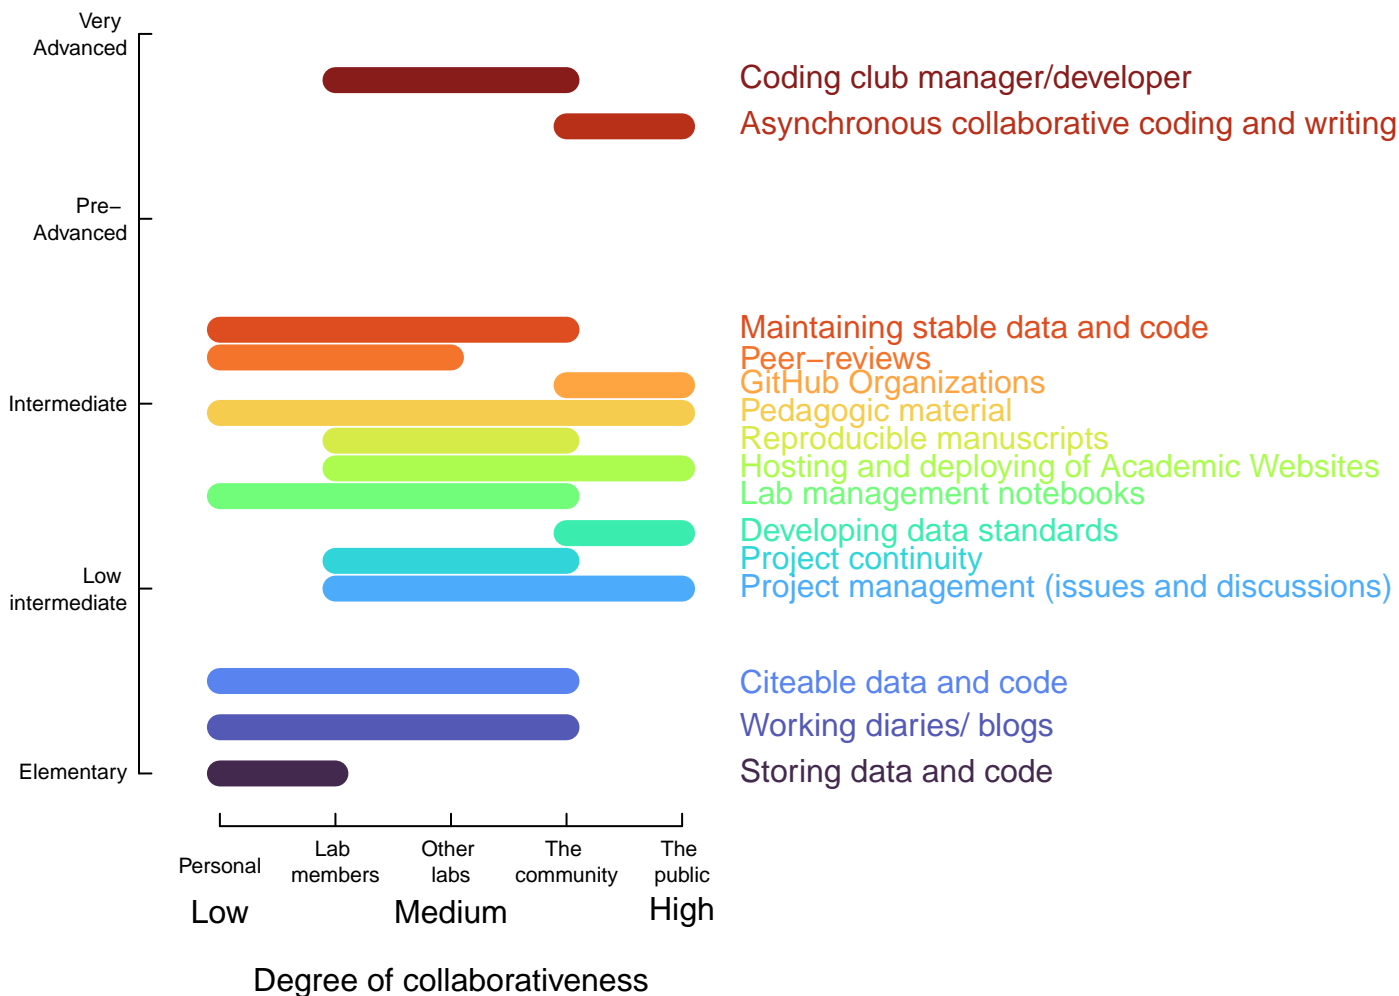 Very
Advanced
Coding club manager/developer
Asynchronous collaborative coding and writing
Pre–
Advanced
Maintaining stable data and code
Peer–reviews
GitHub Organizations
Intermediate
Pedagogic material
Reproducible manuscripts
Hosting and deploying of Academic Websites
Lab management notebooks
Developing data standards
Project continuity
Low
intermediate
Project management (issues and discussions)
Citeable data and code
Working diaries/ blogs
Elementary
Storing data and code
Personal
Lab
members
Other
labs
The
community
The
public
Low
Medium
High
Degree of collaborativeness